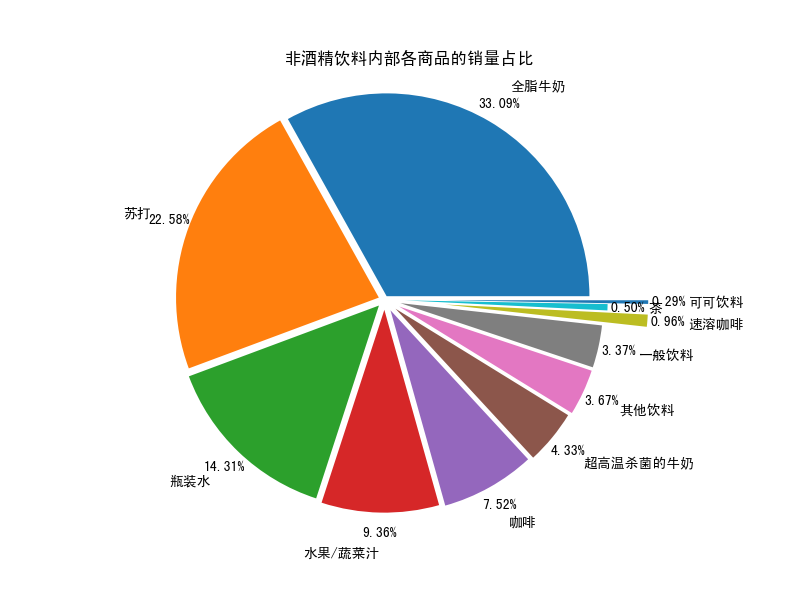 非酒精饮料内部各商品的销量占比
全脂牛奶
33.09%
苏打
22.58%
瓶装水
14.31%
水果/蔬菜汁
9.36%
咖啡
7.52%
超高温杀菌的牛奶
4.33%
其他饮料
3.67%
一般饮料
3.37%
速溶咖啡
0.96%
茶
0.50%
可可饮料
0.29%